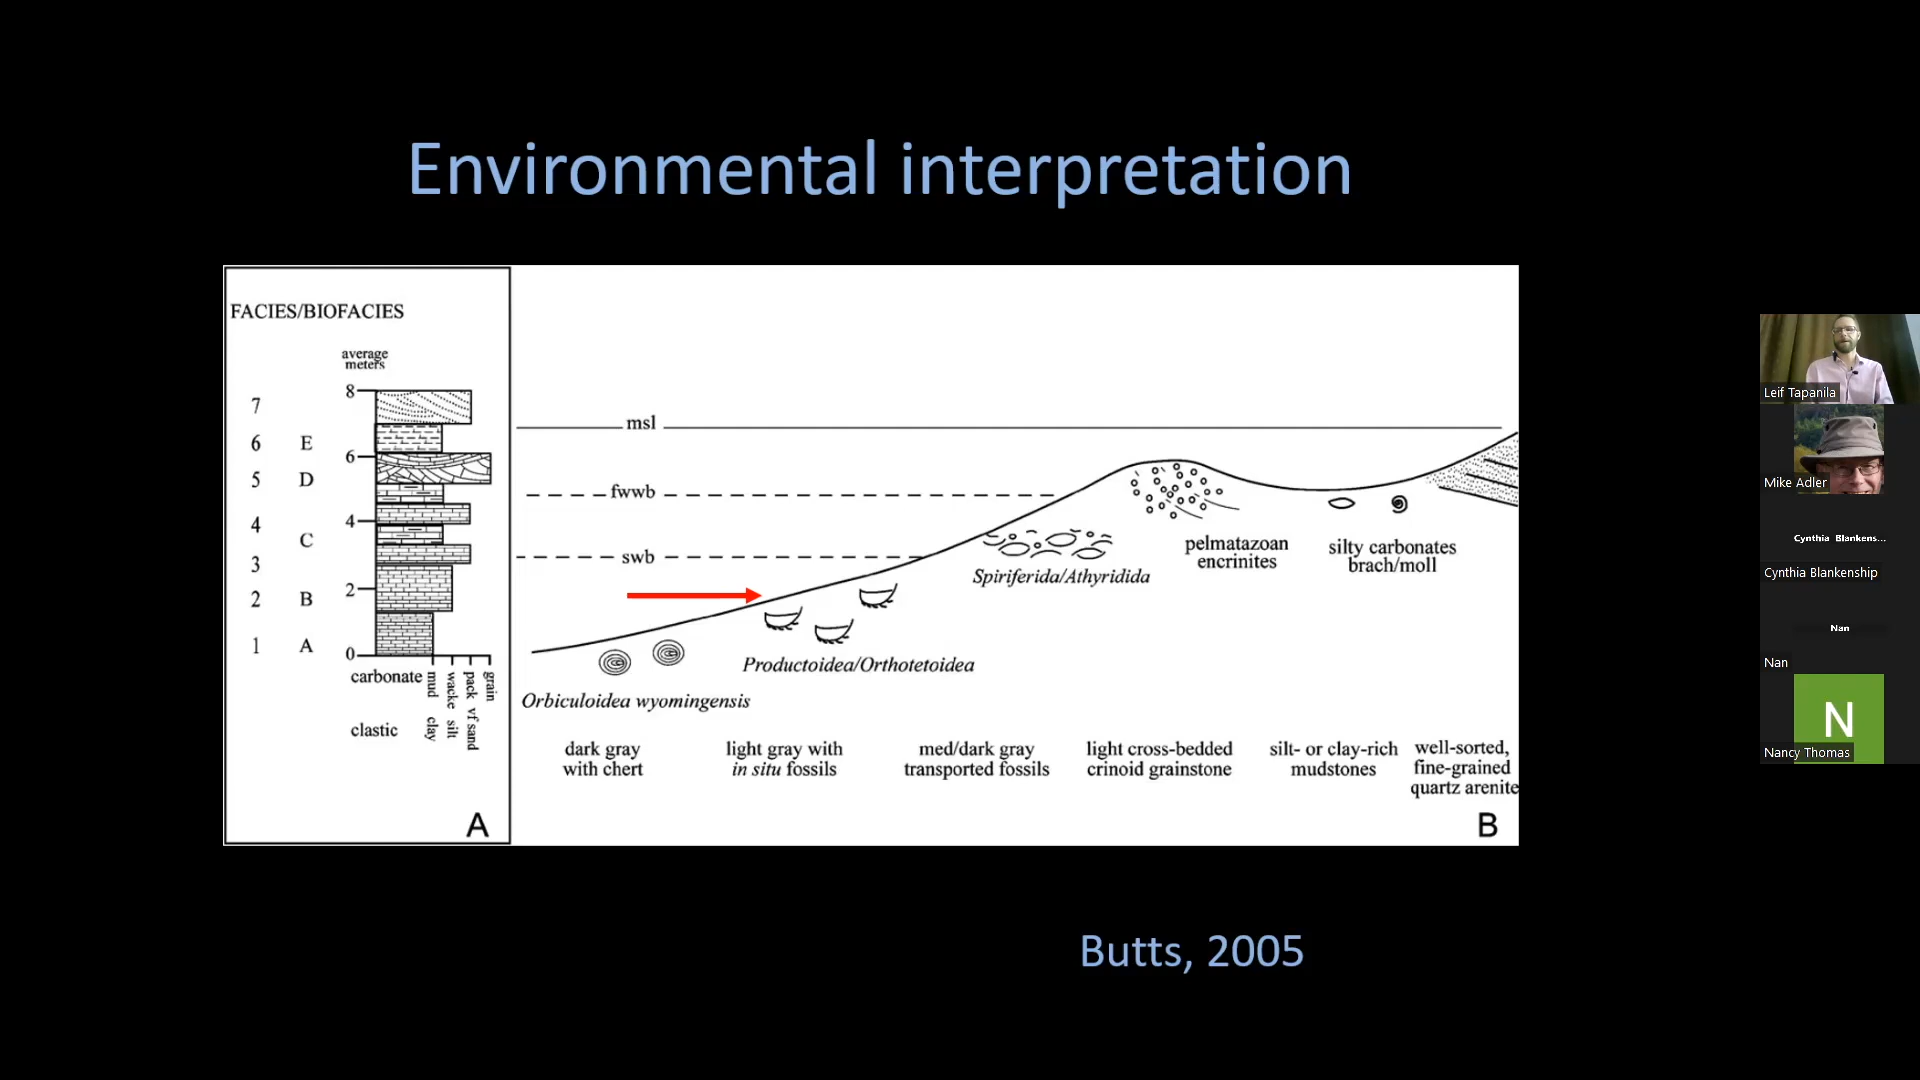 Environmental interpretation
FACIES/BIOFACIES
average
meters
8
7
6 E
6
5 D
4
4
C
3
2
2 B
1 A
0
carbonate
mud
wacke
pack
grain
clastic
clay
silt
vf sand
A
msl
fwwb
swb
pelmatazoan
encrinites
silty carbonates
brach/moll
Spiriferida/Athyridida
Productoidea/Orthotetoidea
Orbiculoidea wyomingensis
dark gray
with chert
light gray with
in situ fossils
med/dark gray
transported fossils
light cross-bedded
crinoid grainstone
silt- or clay-rich
mudstones
well-sorted,
fine-grained
quartz arenite
B
Butts, 2005
Leif Tapanila
Mike Adler
Cynthia Blankens...
Cynthia Blankenship
Nan
Nan
N
Nancy Thomas